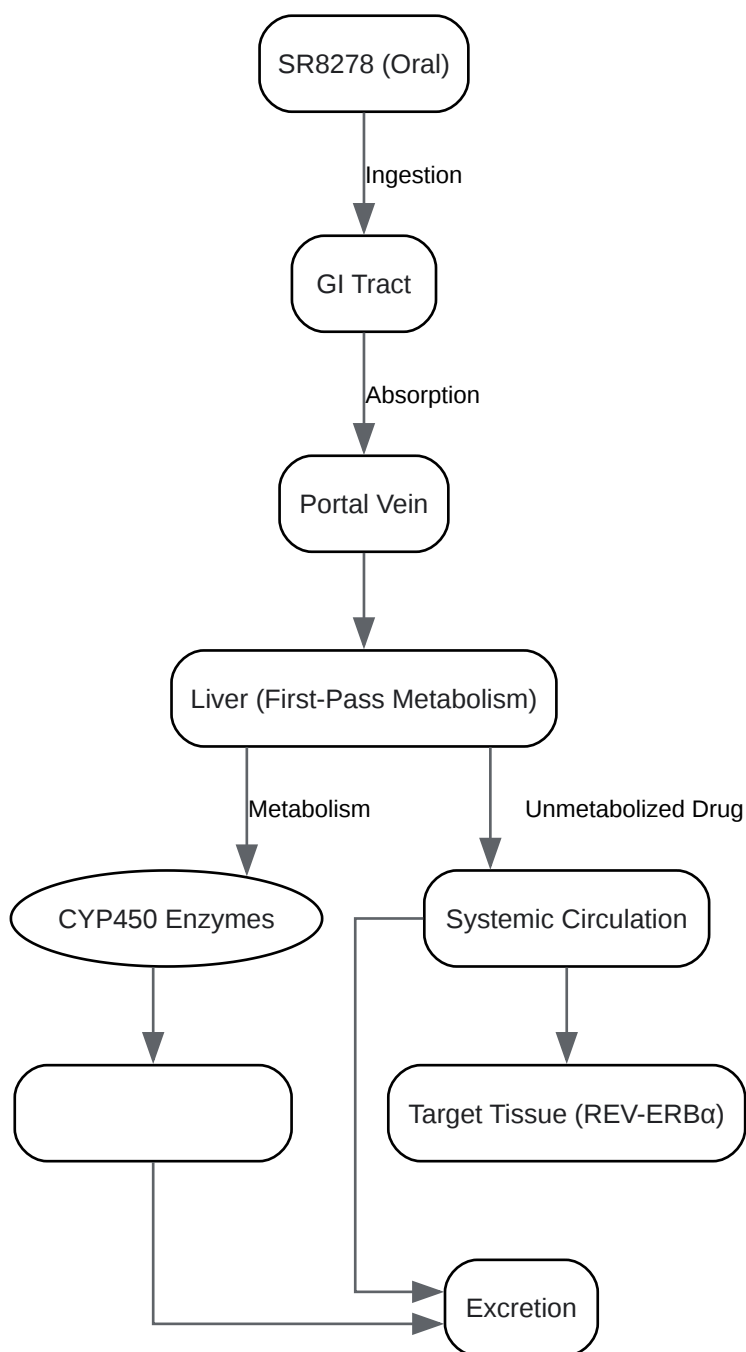 SR8278 (Oral)
Ingestion
GI Tract
Absorption
Portal Vein
Liver (First-Pass Metabolism)
Metabolism
Unmetabolized Drug
CYP450 Enzymes
Systemic Circulation
Target Tissue (REV-ERBα)
Excretion